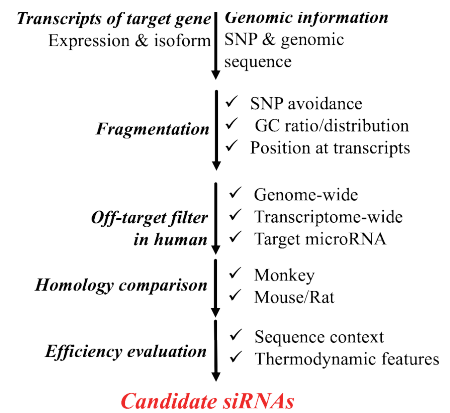 Transcripts of target gene
Expression & isoform
Genomic information
SNP & genomic
sequence
Fragmentation
✓ SNP avoidance
✓ GC ratio/distribution
✓ Position at transcripts
Off-target filter
in human
✓ Genome-wide
✓ Transcriptome-wide
✓ Target microRNA
Homology comparison
✓ Monkey
✓ Mouse/Rat
Efficiency evaluation
✓ Sequence context
✓ Thermodynamic features
Candidate siRNAs